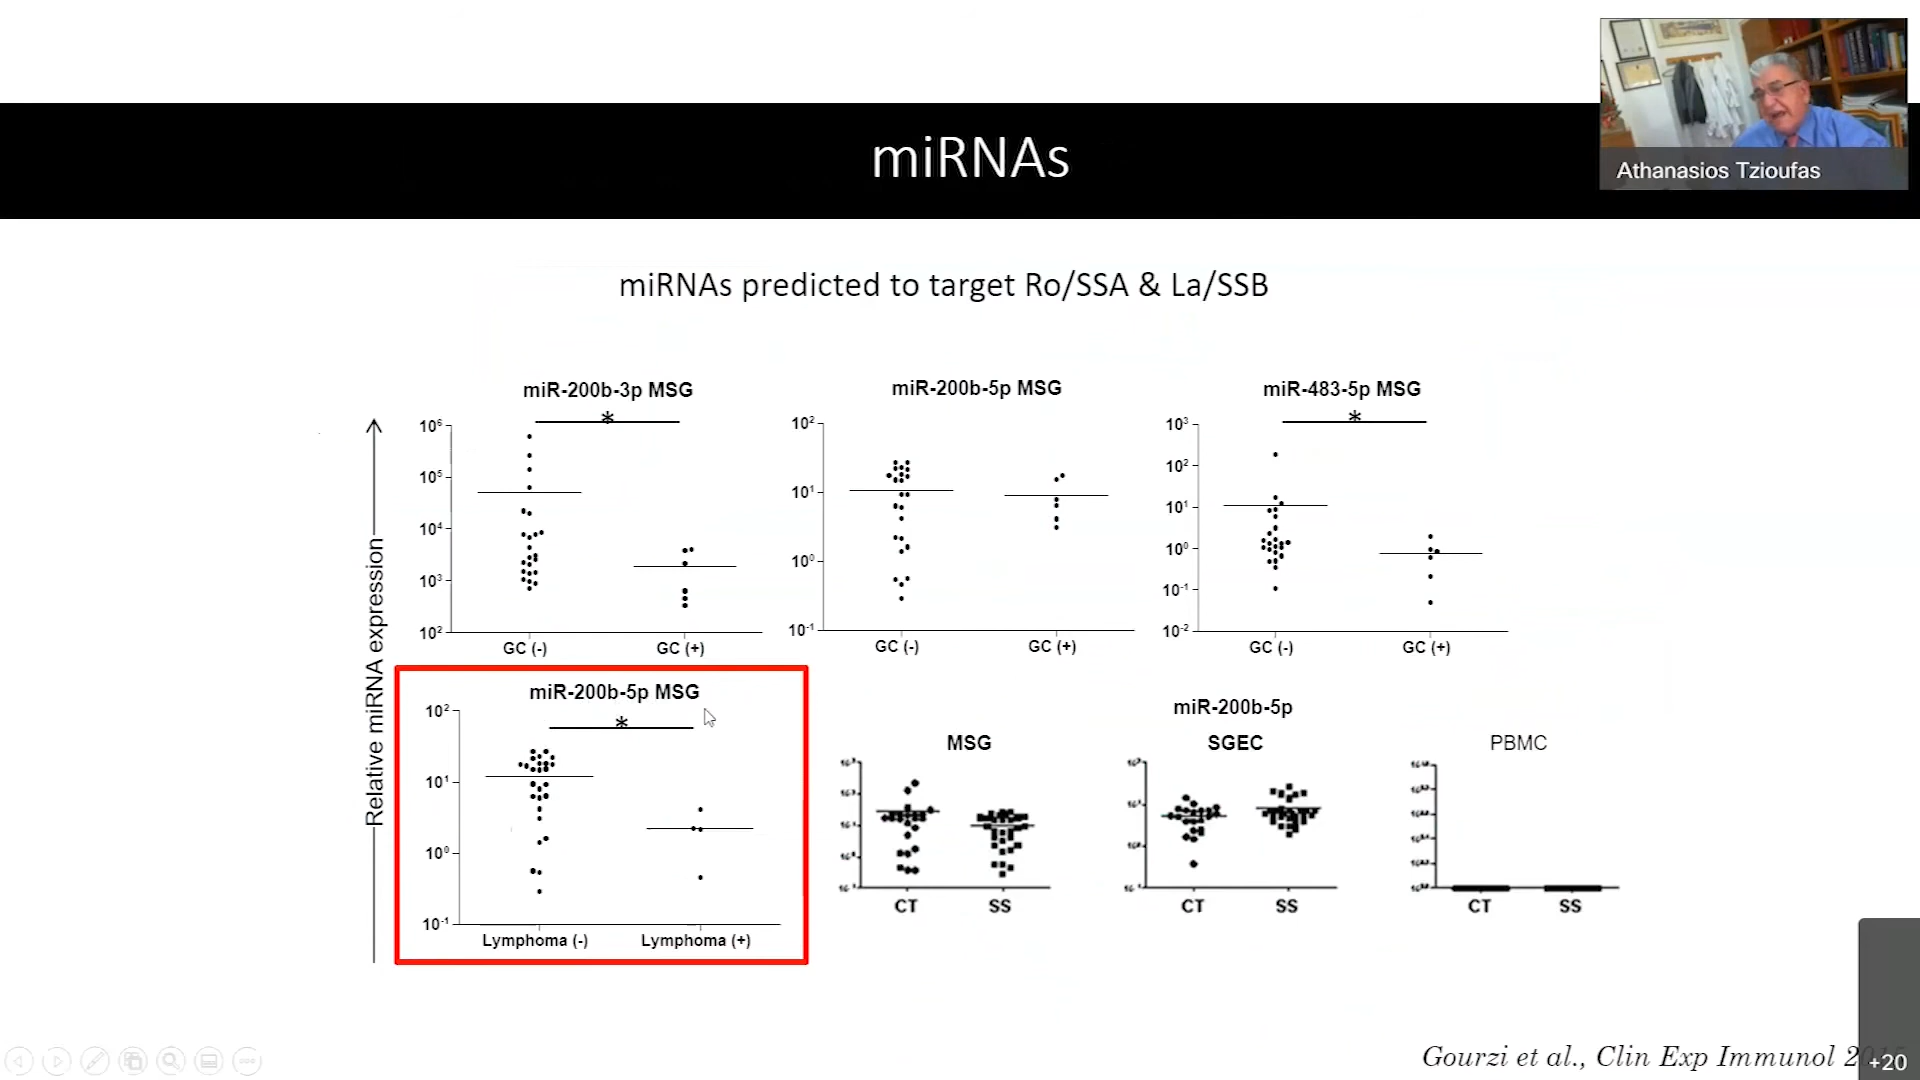 miRNAs
Athanasios Tzioufas
miRNAs predicted to target Ro/SSA & La/SSB
Relative miRNA expression
miR-200b-3p MSG
*
10⁶
10⁵
10⁴
10³
10²
GC (-) GC (+)
miR-200b-5p MSG
10²
10¹
10⁰
10⁻¹
GC (-) GC (+)
miR-483-5p MSG
*
10³
10²
10¹
10⁰
10⁻¹
10⁻²
GC (-) GC (+)
miR-200b-5p MSG
*
10²
10¹
10⁰
10⁻¹
Lymphoma (-) Lymphoma (+)
miR-200b-5p
MSG SGEC PBMC
CT SS CT SS CT SS
Gourzi et al., Clin Exp Immunol
+20